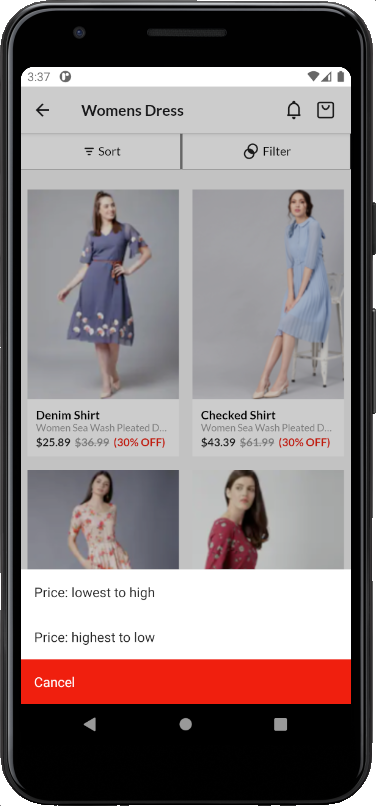 3:37
Womens Dress
Sort
Filter
Denim Shirt
Women Sea Wash Pleated D...
$25.89 $36.99 (30% OFF)
Checked Shirt
Women Sea Wash Pleated D...
$43.39 $61.99 (30% OFF)
Price: lowest to high
Price: highest to low
Cancel